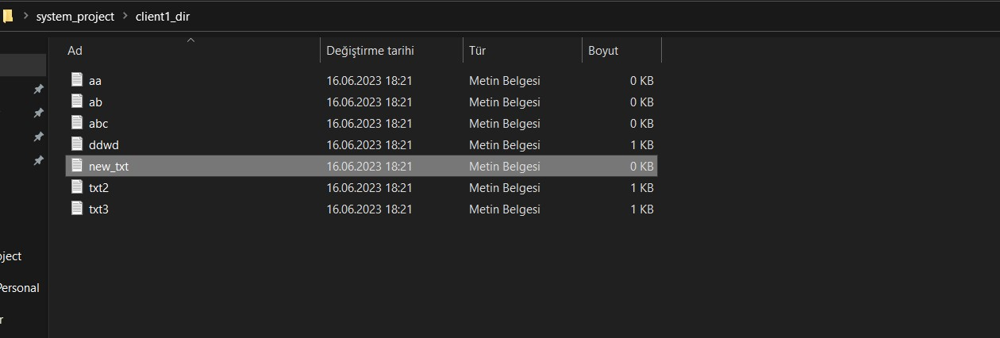 system_project > client1_dir
Ad Değiştirme tarihi Tür Boyut
aa 16.06.2023 18:21 Metin Belgesi 0 KB
ab 16.06.2023 18:21 Metin Belgesi 0 KB
abc 16.06.2023 18:21 Metin Belgesi 0 KB
ddwd 16.06.2023 18:21 Metin Belgesi 1 KB
new_txt 16.06.2023 18:21 Metin Belgesi 0 KB
txt2 16.06.2023 18:21 Metin Belgesi 1 KB
txt3 16.06.2023 18:21 Metin Belgesi 1 KB
oject
Personal
r